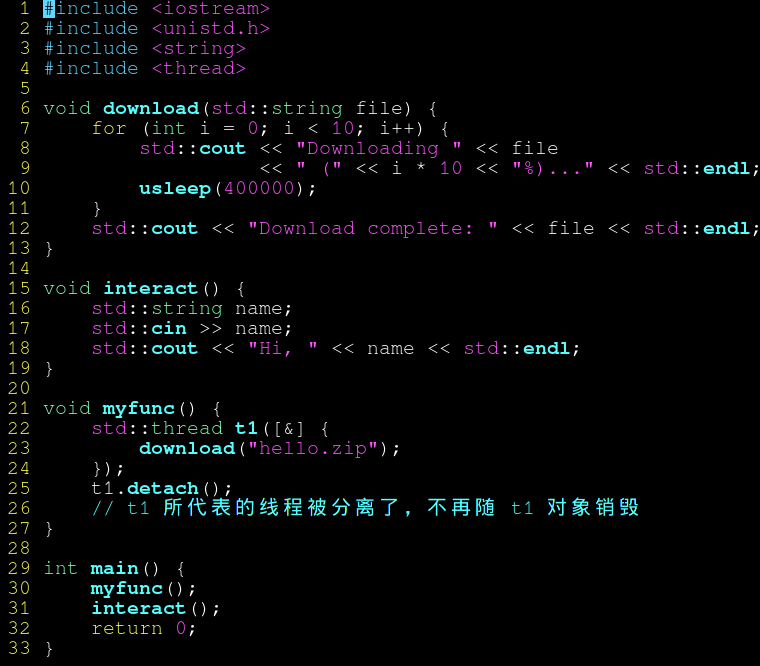 1 #include <iostream>
2 #include <unistd.h>
3 #include <string>
4 #include <thread>
5
6 void download(std::string file) {
7     for (int i = 0; i < 10; i++) {
8         std::cout << "Downloading " << file
9                   << " (" << i * 10 << "%)..." << std::endl;
10         usleep(400000);
11     }
12     std::cout << "Download complete: " << file << std::endl;
13 }
14
15 void interact() {
16     std::string name;
17     std::cin >> name;
18     std::cout << "Hi, " << name << std::endl;
19 }
20
21 void myfunc() {
22     std::thread t1([&] {
23         download("hello.zip");
24     });
25     t1.detach();
26     // t1 所代表的线程被分离了，不再随 t1 对象销毁
27 }
28
29 int main() {
30     myfunc();
31     interact();
32     return 0;
33 }